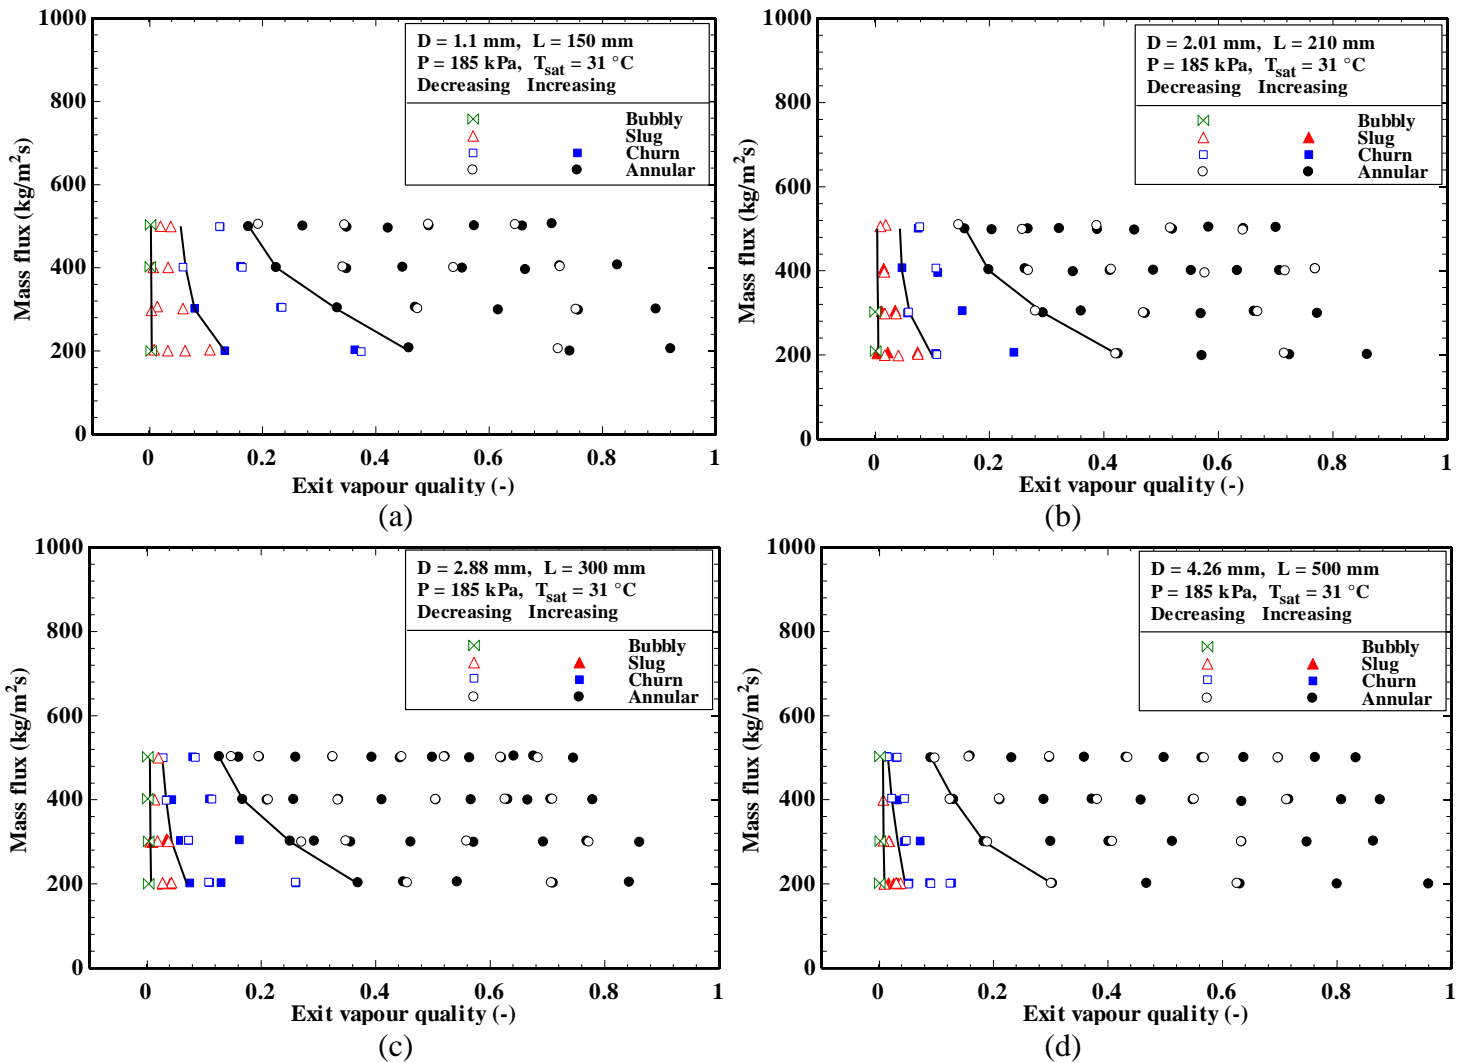 1000
800
600
400
200
0
Mass flux (kg/m²s)
D = 1.1 mm, L = 150 mm
P = 185 kPa, T_sat = 31 °C
Decreasing Increasing
Bubbly
Slug
Churn
Annular
0 0.2 0.4 0.6 0.8 1
Exit vapour quality (-)
(a)
1000
800
600
400
200
0
Mass flux (kg/m²s)
D = 2.01 mm, L = 210 mm
P = 185 kPa, T_sat = 31 °C
Decreasing Increasing
Bubbly
Slug
Churn
Annular
0 0.2 0.4 0.6 0.8 1
Exit vapour quality (-)
(b)
1000
800
600
400
200
0
Mass flux (kg/m²s)
D = 2.88 mm, L = 300 mm
P = 185 kPa, T_sat = 31 °C
Decreasing Increasing
Bubbly
Slug
Churn
Annular
0 0.2 0.4 0.6 0.8 1
Exit vapour quality (-)
(c)
1000
800
600
400
200
0
Mass flux (kg/m²s)
D = 4.26 mm, L = 500 mm
P = 185 kPa, T_sat = 31 °C
Decreasing Increasing
Bubbly
Slug
Churn
Annular
0 0.2 0.4 0.6 0.8 1
Exit vapour quality (-)
(d)